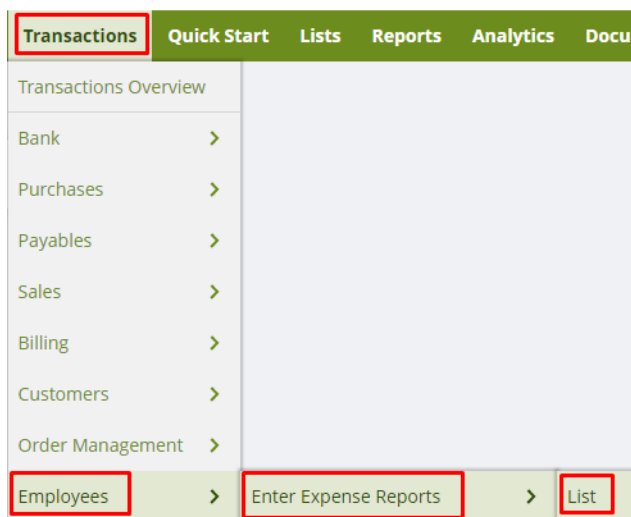 Transactions Quick Start Lists Reports Analytics
Transactions Overview
Bank
Purchases
Payables
Sales
Billing
Customers
Order Management
Employees Enter Expense Reports List